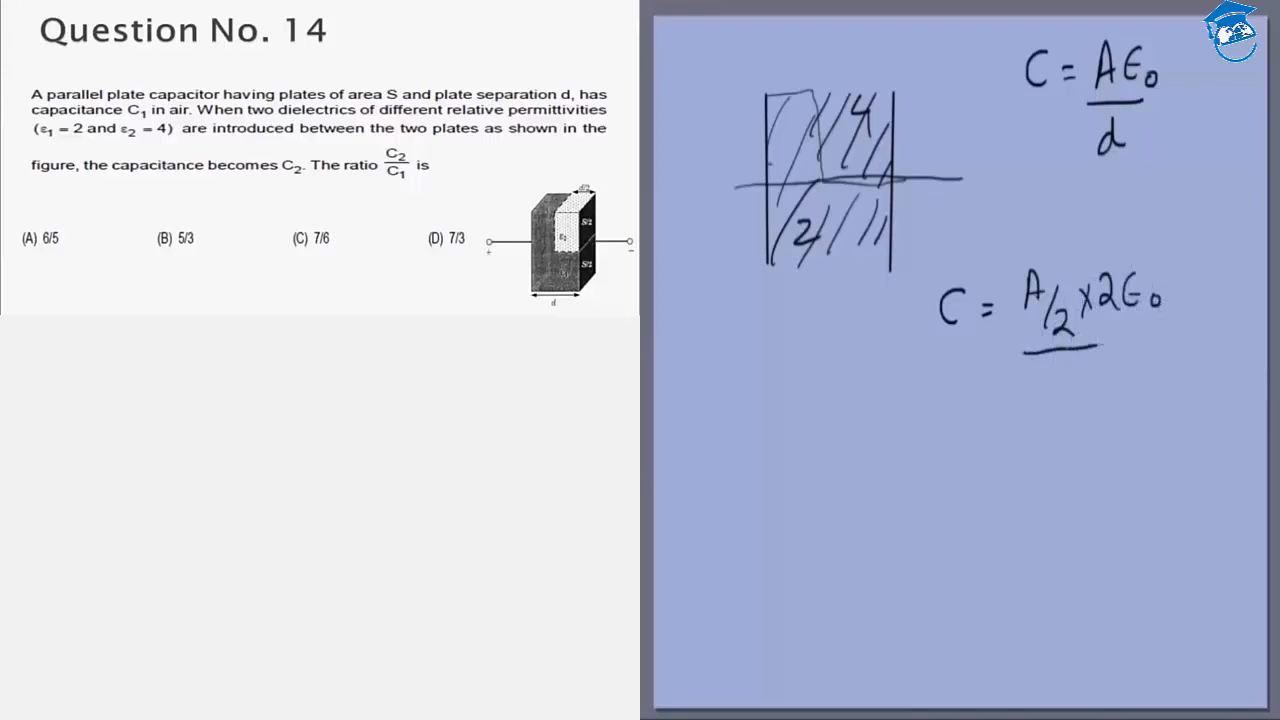 Question No. 14
A parallel plate capacitor having plates of area S and plate separation d, has
capacitance C₁ in air. When two dielectrics of different relative permittivities
(ε₁ = 2 and ε₂ = 4) are introduced between the two plates as shown in the
figure, the capacitance becomes C₂. The ratio C₂/C₁ is
(A) 6/5 (B) 5/3 (C) 7/6 (D) 7/3
d/2
S/2
ε₂
+
−
S/2
d
C = Aε₀/d
4
2
C = A/2 × 2ε₀